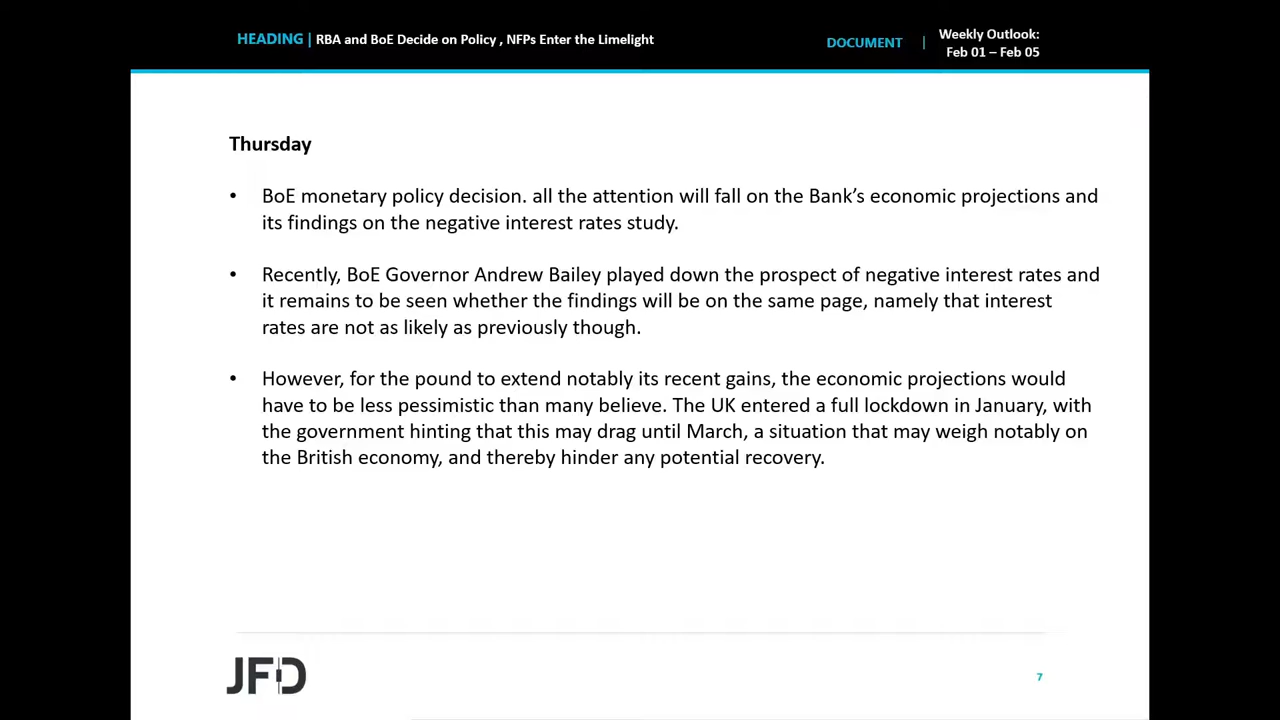 HEADING | RBA and BoE Decide on Policy , NFPs Enter the Limelight
DOCUMENT | Weekly Outlook:
Feb 01 – Feb 05
Thursday
• BoE monetary policy decision. all the attention will fall on the Bank’s economic projections and
its findings on the negative interest rates study.
• Recently, BoE Governor Andrew Bailey played down the prospect of negative interest rates and
it remains to be seen whether the findings will be on the same page, namely that interest
rates are not as likely as previously though.
• However, for the pound to extend notably its recent gains, the economic projections would
have to be less pessimistic than many believe. The UK entered a full lockdown in January, with
the government hinting that this may drag until March, a situation that may weigh notably on
the British economy, and thereby hinder any potential recovery.
JFD
7